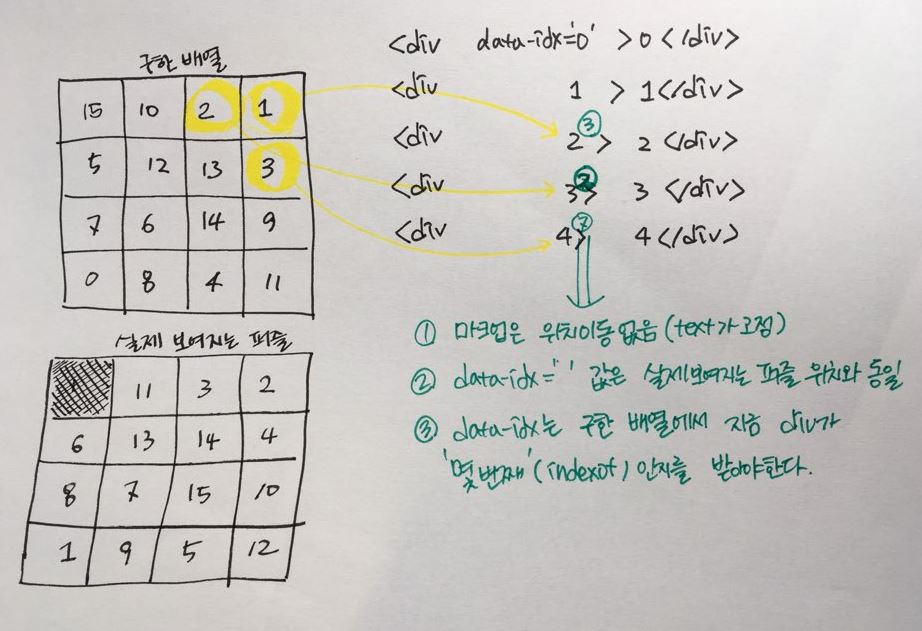 구한 배열
15 10 2 1
5 12 13 3
7 6 14 9
0 8 4 11
실제 보여지는 퍼즐
11 3 2
6 13 14 4
8 7 15 10
1 9 5 12
<div data-idx='0' > 0 </div>
<div 1 > 1</div>
<div 2 ③ > 2 </div>
<div 3 ② > 3 </div>
<div 4 ⑦ > 4</div>
① 마크업은 위치이동없음 (text가고정)
② data-idx=' ' 값은 실제보여지는 퍼즐 위치와 동일
③ data-idx는 구한 배열에서 지금 div가
'몇번째' (indexof) 인지를 받아야한다.